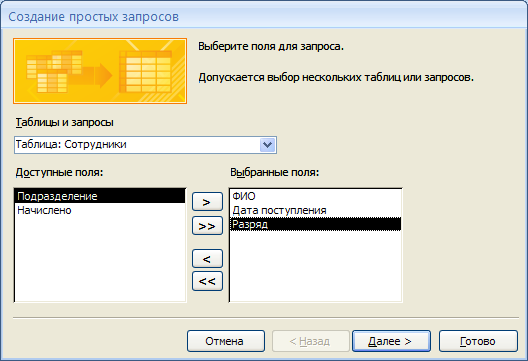 Создание простых запросов
Выберите поля для запроса.
Допускается выбор нескольких таблиц или запросов.
Таблицы и запросы
Таблица: Сотрудники
Доступные поля:
Выбранные поля:
Подразделение
Начислено
>
>>
<
<<
ФИО
Дата поступления
Разряд
Отмена
< Назад
Далее >
Готово